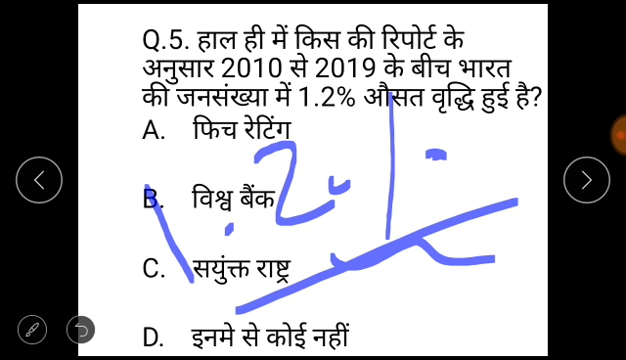 Q.5. हाल ही में किस की रिपोर्ट के
अनुसार 2010 से 2019 के बीच भारत
की जनसंख्या में 1.2% औसत वृद्धि हुई है?
A. फिच रेटिंग
B. विश्व बैंक
C. सयुंक्त राष्ट्र
D. इनमे से कोई नहीं